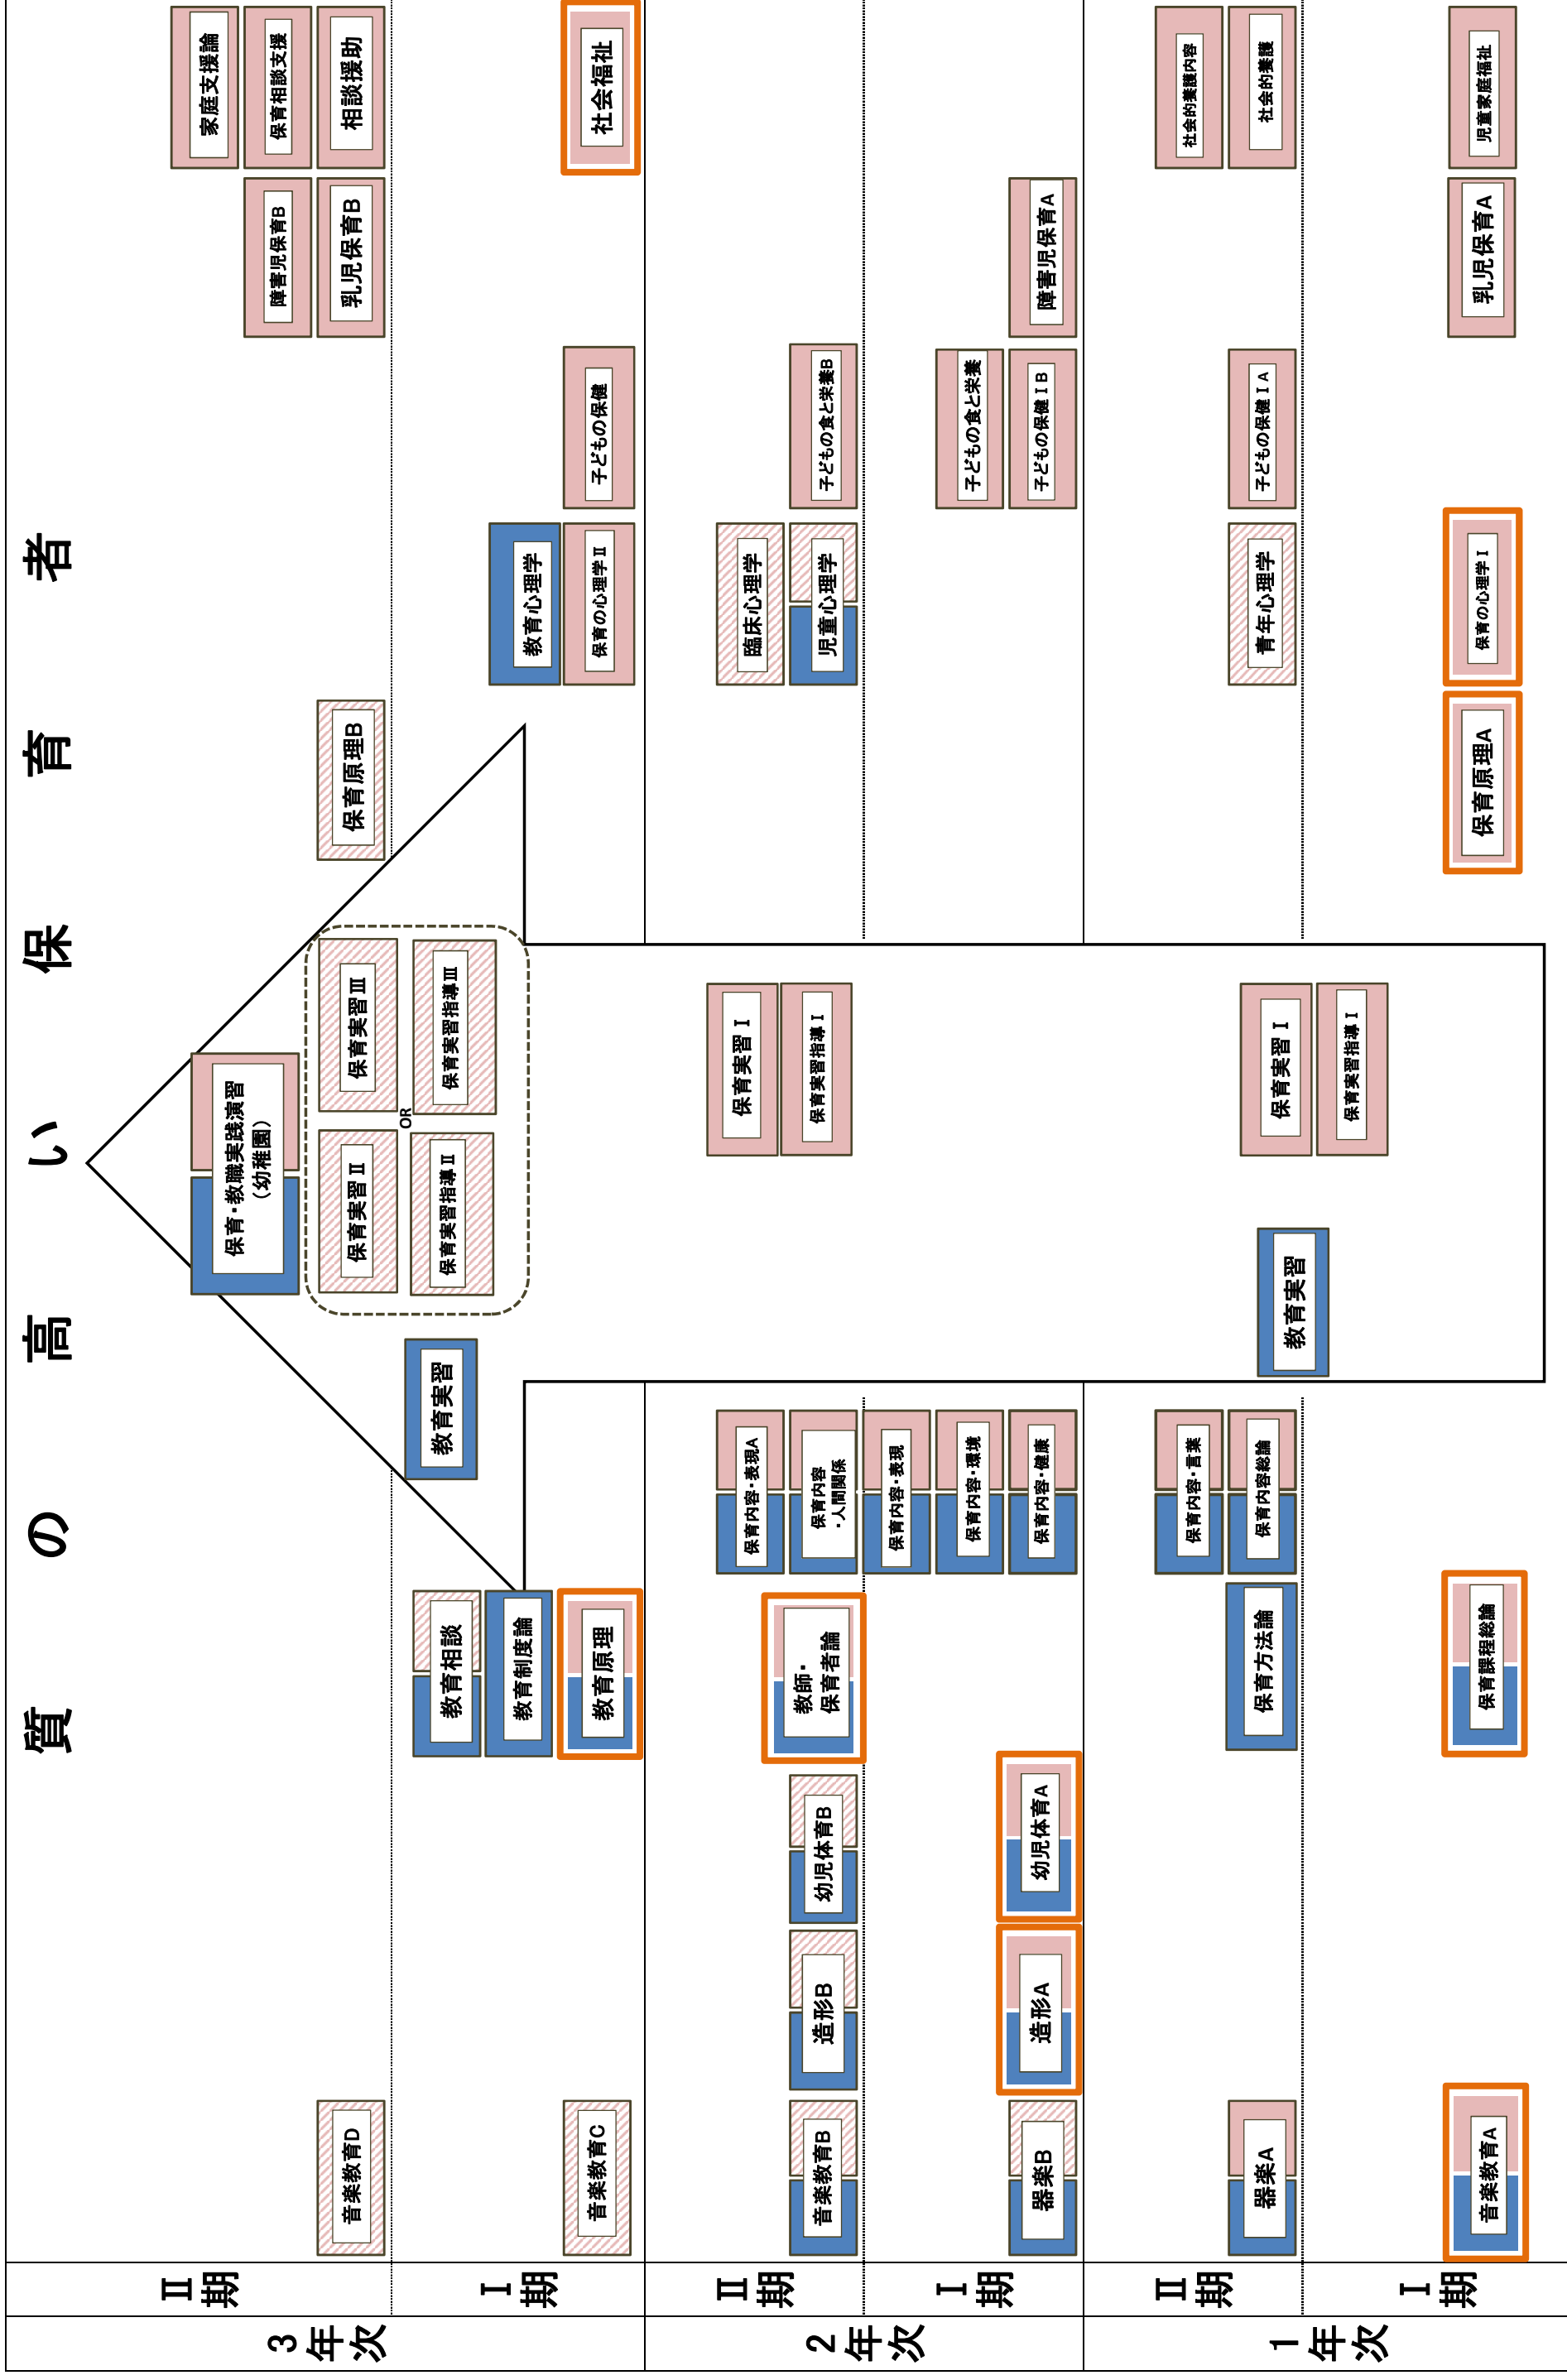 質の高い保育者
3年次
Ⅱ期
音楽教育D
保育・教職実践演習
（幼稚園）
保育実習Ⅱ
保育実習Ⅲ
OR
保育実習指導Ⅱ
保育実習指導Ⅲ
保育原理B
障害児保育B
乳児保育B
家庭支援論
保育相談支援
相談援助
Ⅰ期
音楽教育C
教育相談
教育制度論
教育原理
教育実習
教育心理学
保育の心理学Ⅱ
子どもの保健
社会福祉
2年次
Ⅱ期
音楽教育B
造形B
幼児体育B
教師・
保育者論
保育内容・表現A
保育内容
・人間関係
保育実習Ⅰ
保育実習指導Ⅰ
臨床心理学
児童心理学
子どもの食と栄養B
Ⅰ期
器楽B
造形A
幼児体育A
保育内容・表現
保育内容・環境
保育内容・健康
子どもの食と栄養
子どもの保健ⅠB
障害児保育A
1年次
Ⅱ期
器楽A
保育方法論
保育内容・言葉
保育内容総論
教育実習
保育実習Ⅰ
保育実習指導Ⅰ
青年心理学
子どもの保健ⅠA
社会的養護内容
社会的養護
Ⅰ期
音楽教育A
保育課程総論
保育原理A
保育の心理学Ⅰ
乳児保育A
児童家庭福祉